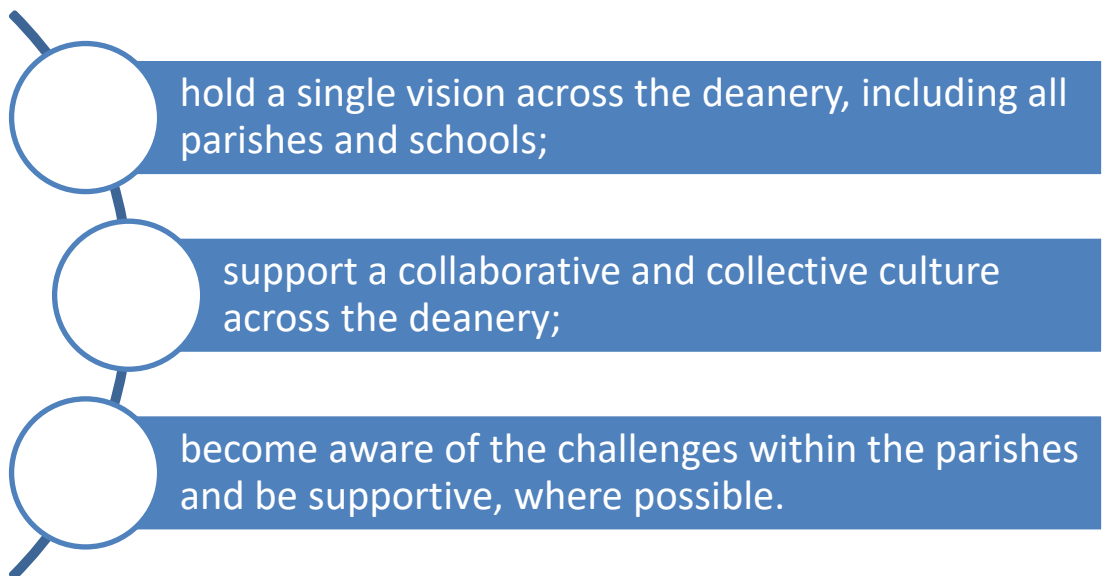 hold a single vision across the deanery, including all
parishes and schools;
support a collaborative and collective culture
across the deanery;
become aware of the challenges within the parishes
and be supportive, where possible.